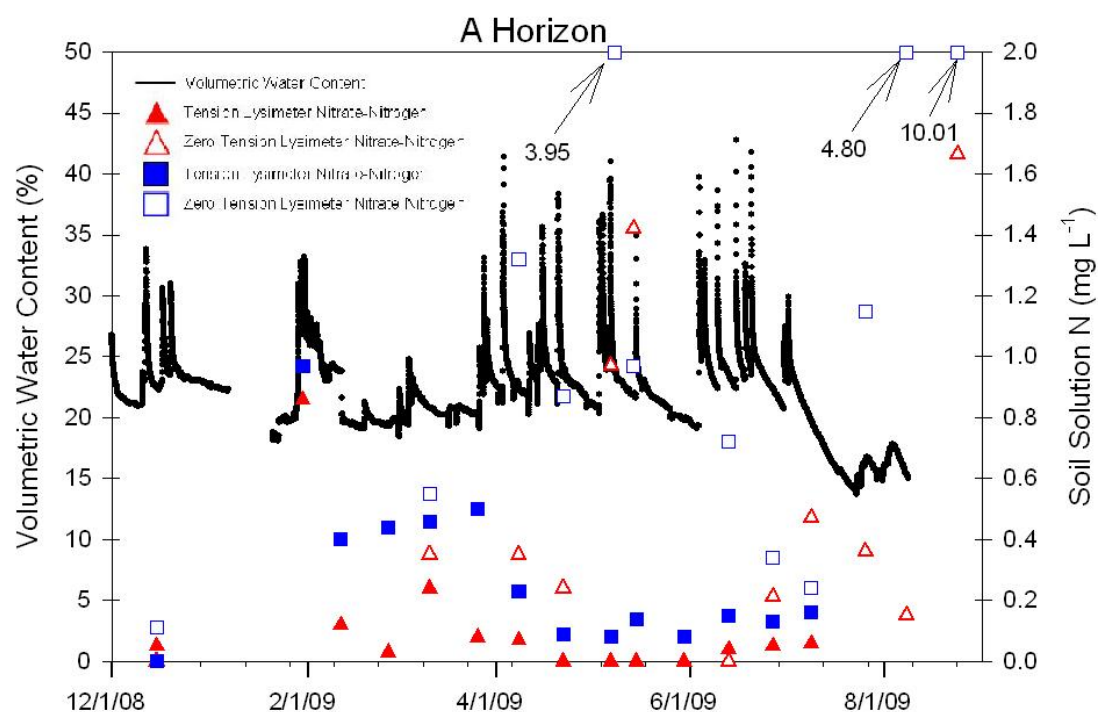 A Horizon
Volumetric Water Content
Tension Lysimeter Nitrate-Nitrogen
Zero Tension Lysimeter Nitrate-Nitrogen
Tension Lysimeter Nitrate-Nitrogen
Zero Tension Lysimeter Nitrate-Nitrogen
3.95
4.80
10.01
Volumetric Water Content (%)
50
45
40
35
30
25
20
15
10
5
0
2.0
1.8
1.6
1.4
1.2
1.0
0.8
0.6
0.4
0.2
0.0
Soil Solution N (mg L⁻¹)
12/1/08 2/1/09 4/1/09 6/1/09 8/1/09